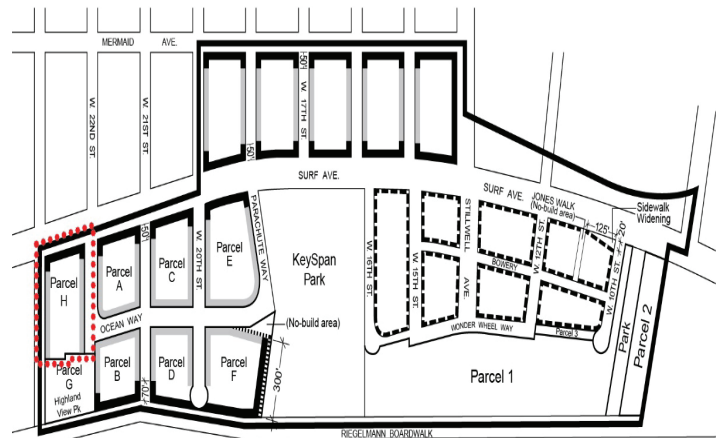 MERMAID AVE.
W. 22ND ST.
W. 21ST ST.
50'
W. 17TH ST.
50'
SURF AVE.
SURF AVE.
JONES WALK
(No-build area)
Sidewalk
Widening
125'
20'
Parcel
H
Parcel
A
50'
Parcel
C
W. 20TH ST.
Parcel
E
PARACHUTE WAY
KeySpan
Park
W. 16TH ST.
W. 15TH ST.
STILLWELL
AVE.
BOWERY
W. 12TH ST.
W. 10TH ST.
OCEAN WAY
(No-build area)
WONDER WHEEL WAY
Parcel 3
Park
Parcel 2
Parcel
G
Highland
View Pk
Parcel
B
70'
Parcel
D
Parcel
F
300'
Parcel 1
RIEGELMANN BOARDWALK